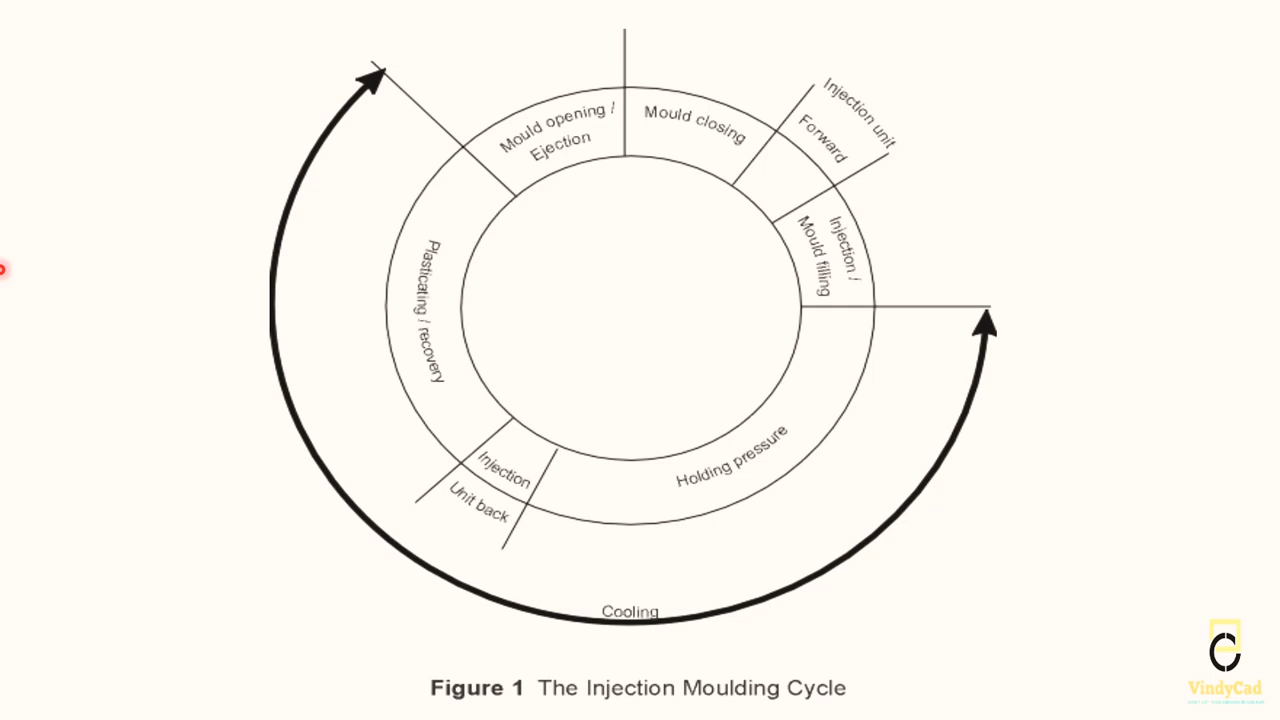 Mould opening /
Ejection
Mould closing
Injection unit
Forward
Injection /
Mould filling
Holding pressure
Injection
Unit back
Plasticating / recovery
Cooling
Figure 1 The Injection Moulding Cycle
VindyCad